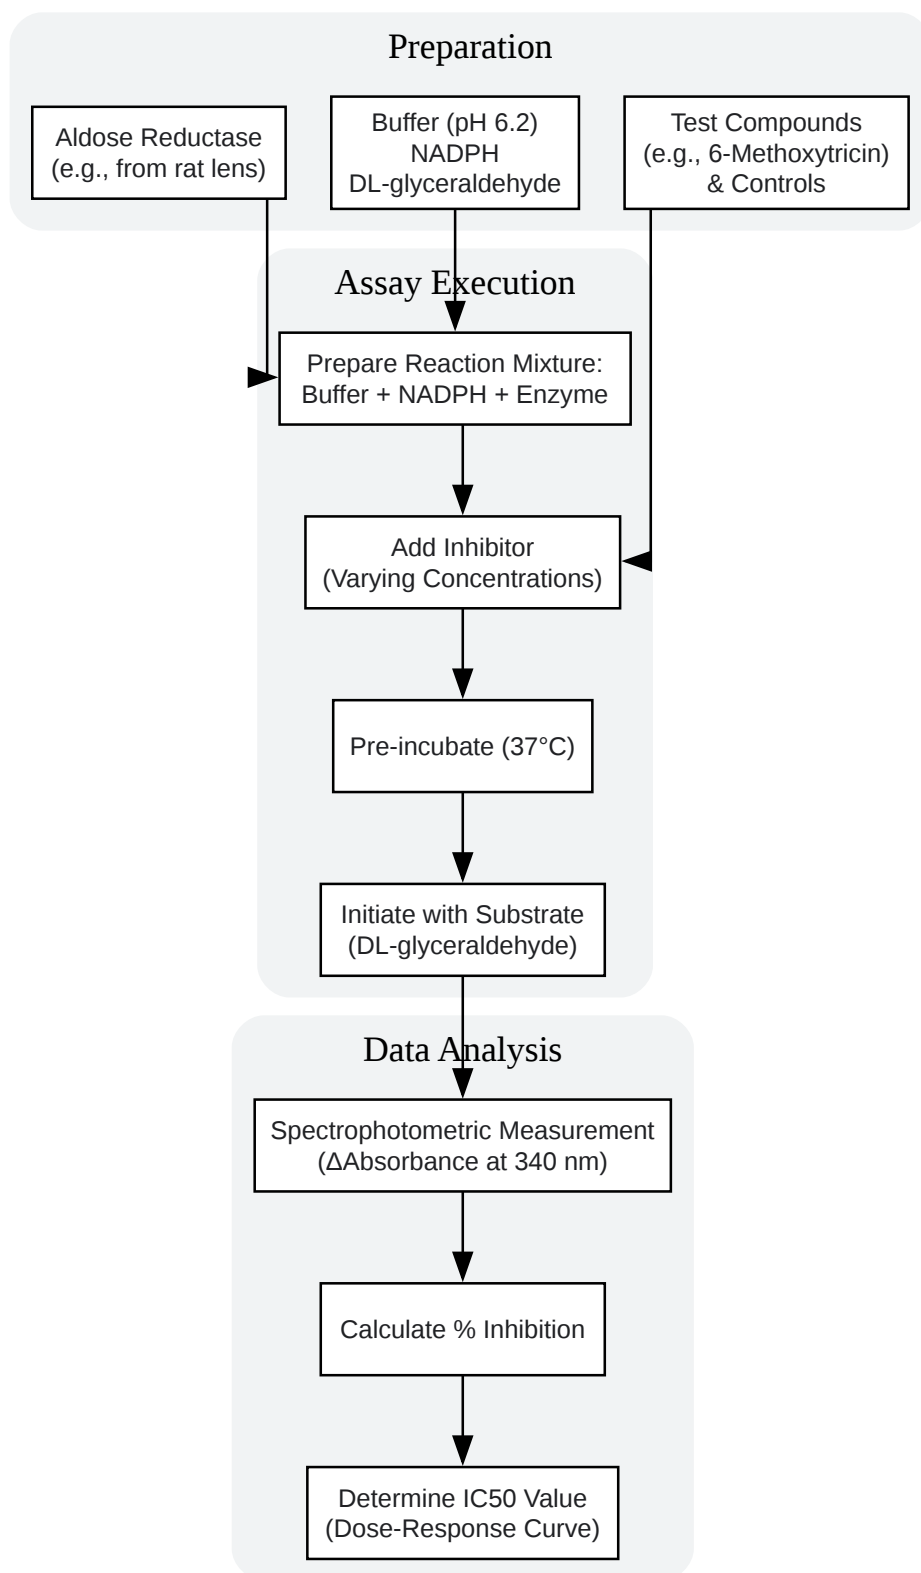 Preparation
Aldose Reductase
(e.g., from rat lens)
Buffer (pH 6.2)
NADPH
DL-glyceraldehyde
Test Compounds
(e.g., 6-Methoxytricin)
& Controls
Assay Execution
Prepare Reaction Mixture:
Buffer + NADPH + Enzyme
Add Inhibitor
(Varying Concentrations)
Pre-incubate (37°C)
Initiate with Substrate
(DL-glyceraldehyde)
Data Analysis
Spectrophotometric Measurement
(ΔAbsorbance at 340 nm)
Calculate % Inhibition
Determine IC50 Value
(Dose-Response Curve)